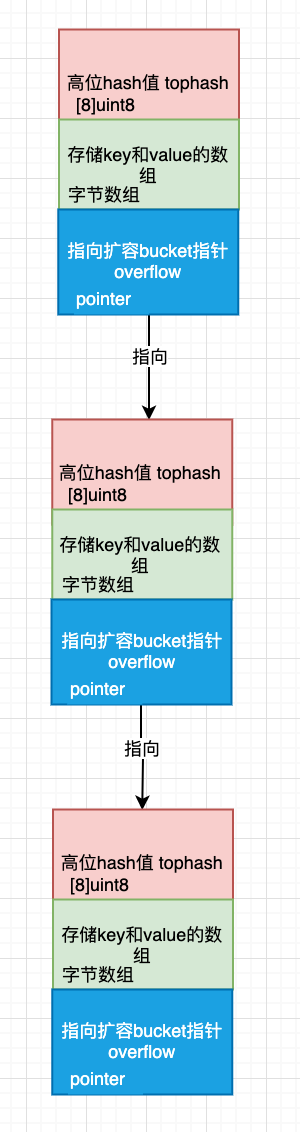 高位hash值 tophash
[8]uint8
存储key和value的数
组
字节数组
指向扩容bucket指针
overflow
pointer
指向
高位hash值 tophash
[8]uint8
存储key和value的数
组
字节数组
指向扩容bucket指针
overflow
pointer
指向
高位hash值 tophash
[8]uint8
存储key和value的数
组
字节数组
指向扩容bucket指针
overflow
pointer